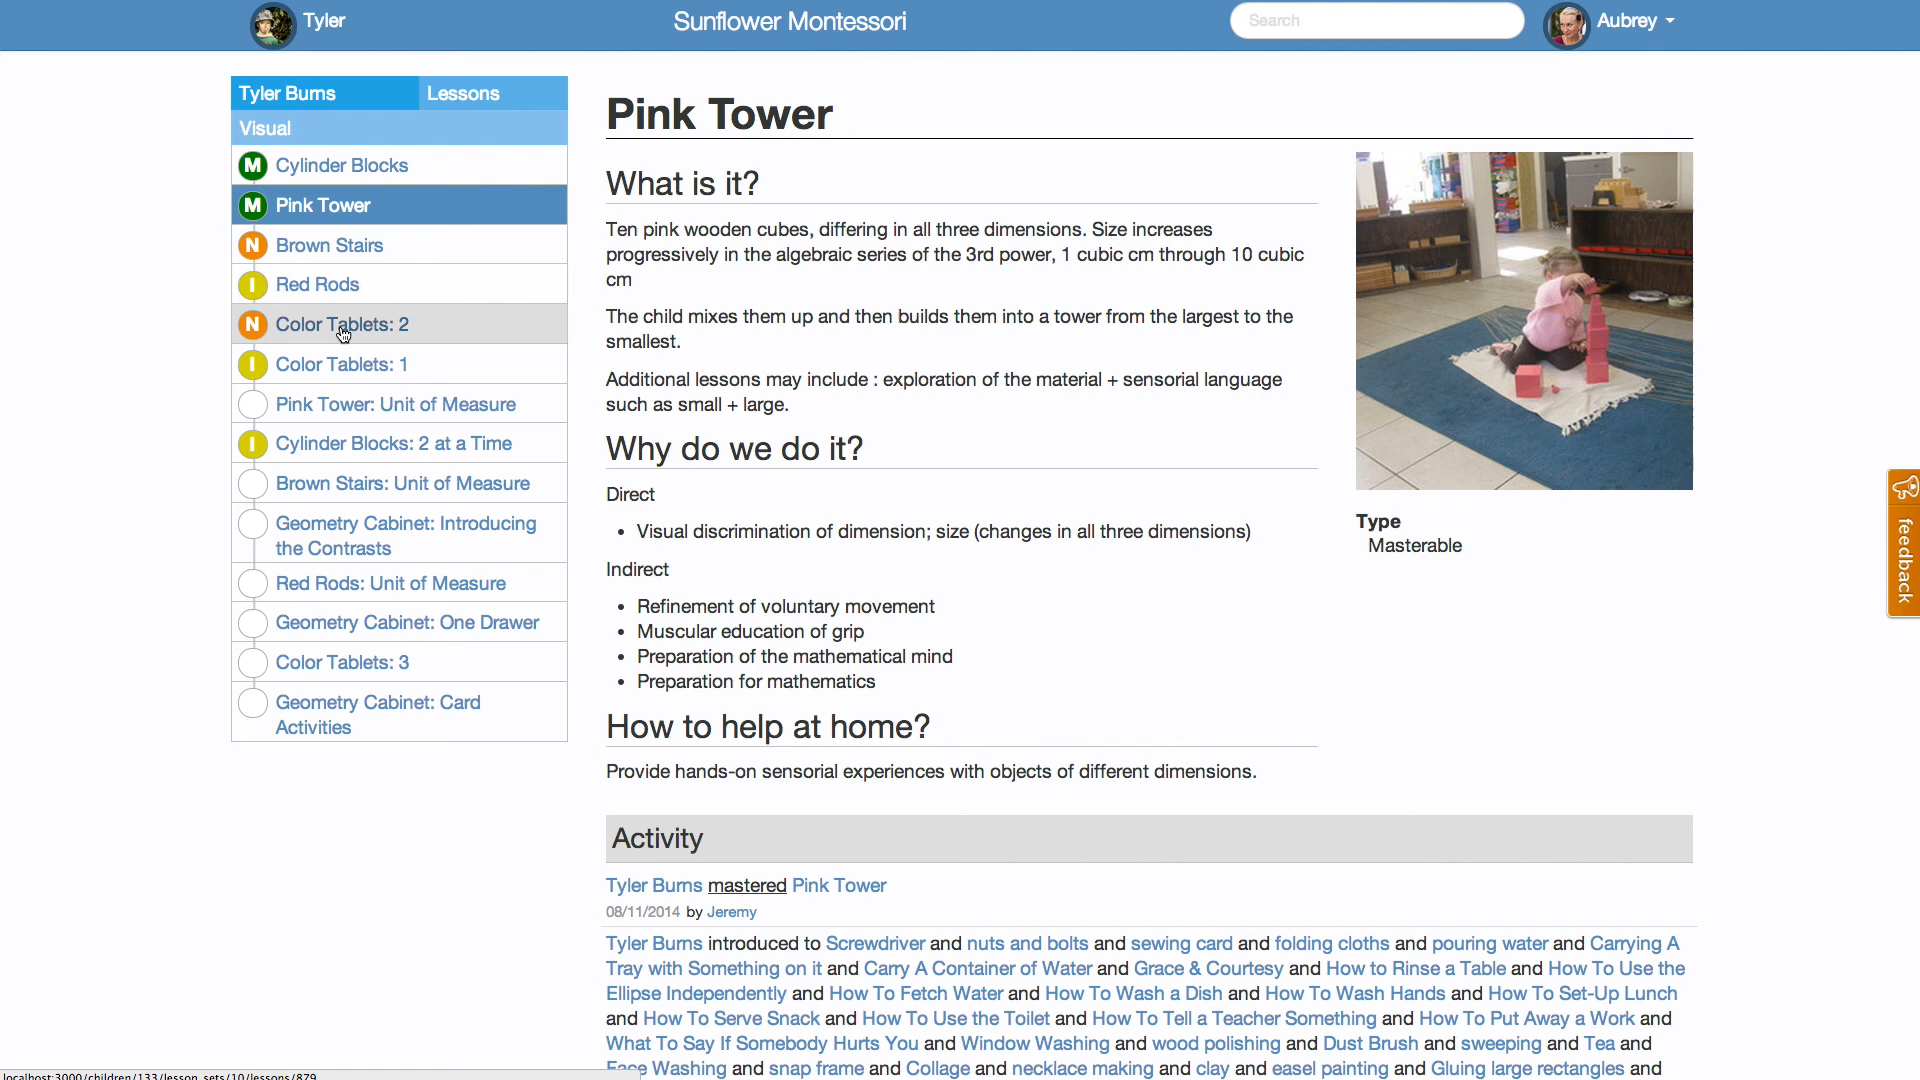 Tyler
Sunflower Montessori
Search
Aubrey
Tyler Burns
Lessons
Visual
M Cylinder Blocks
M Pink Tower
N Brown Stairs
I Red Rods
N Color Tablets: 2
I Color Tablets: 1
Pink Tower: Unit of Measure
I Cylinder Blocks: 2 at a Time
Brown Stairs: Unit of Measure
Geometry Cabinet: Introducing
the Contrasts
Red Rods: Unit of Measure
Geometry Cabinet: One Drawer
Color Tablets: 3
Geometry Cabinet: Card
Activities
Pink Tower
What is it?
Ten pink wooden cubes, differing in all three dimensions. Size increases
progressively in the algebraic series of the 3rd power, 1 cubic cm through 10 cubic
cm
The child mixes them up and then builds them into a tower from the largest to the
smallest.
Additional lessons may include : exploration of the material + sensorial language
such as small + large.
Why do we do it?
Direct
• Visual discrimination of dimension; size (changes in all three dimensions)
Indirect
• Refinement of voluntary movement
• Muscular education of grip
• Preparation of the mathematical mind
• Preparation for mathematics
How to help at home?
Provide hands-on sensorial experiences with objects of different dimensions.
Type
Masterable
feedback
Activity
Tyler Burns mastered Pink Tower
08/11/2014 by Jeremy
Tyler Burns introduced to Screwdriver and nuts and bolts and sewing card and folding cloths and pouring water and Carrying A
Tray with Something on it and Carry A Container of Water and Grace & Courtesy and How to Rinse a Table and How To Use the
Ellipse Independently and How To Fetch Water and How To Wash a Dish and How To Wash Hands and How To Set-Up Lunch
and How To Serve Snack and How To Use the Toilet and How To Tell a Teacher Something and How To Put Away a Work and
What To Say If Somebody Hurts You and Window Washing and wood polishing and Dust Brush and sweeping and Tea and
Face Washing and snap frame and Collage and necklace making and clay and easel painting and Gluing large rectangles and
localhost:3000/children/133/lesson_sets/10/lessons/879